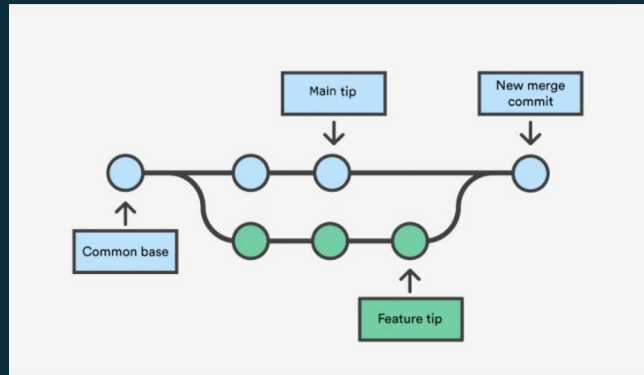 Main tip
New merge
commit
Common base
Feature tip